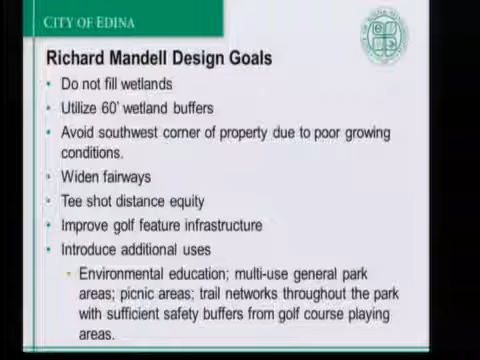 CITY OF EDINA
Richard Mandell Design Goals
• Do not fill wetlands
• Utilize 60' wetland buffers
• Avoid southwest corner of property due to poor growing
conditions.
• Widen fairways
• Tee shot distance equity
• Improve golf feature infrastructure
• Introduce additional uses
• Environmental education; multi-use general park
areas; picnic areas; trail networks throughout the park
with sufficient safety buffers from golf course playing
areas.